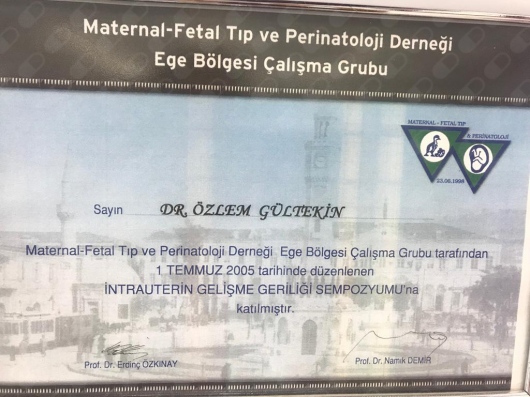 Maternal-Fetal Tıp ve Perinatoloji Derneği
Ege Bölgesi Çalışma Grubu
MATERNAL - FETAL TIP
PERINATOLOJİ
23.06.1998
Sayın DR. ÖZLEM GÜLTEKİN
Maternal-Fetal Tıp ve Perinatoloji Derneği Ege Bölgesi Çalışma Grubu tarafından
1 TEMMUZ 2005 tarihinde düzenlenen
İNTRAUTERİN GELİŞME GERİLİĞİ SEMPOZYUMU'na
katılmıştır.
Prof. Dr. Erdinç ÖZKINAY
Prof. Dr. Namık DEMİR